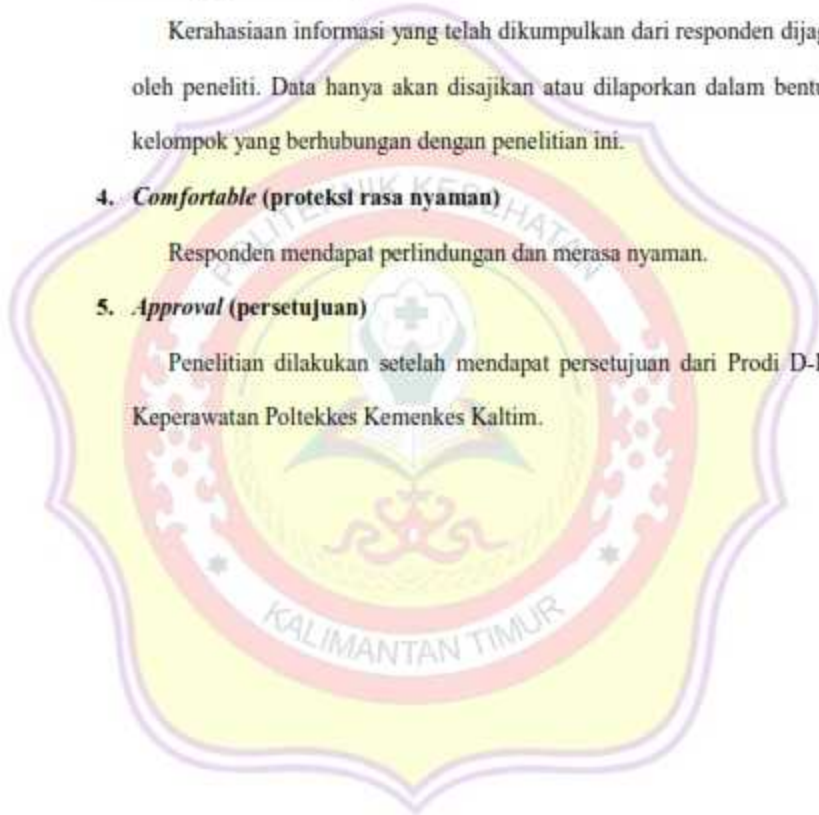 Kerahasiaan informasi yang telah dikumpulkan dari responden
oleh peneliti. Data hanya akan disajikan atau dilaporkan dalam
kelompok yang berhubungan dengan penelitian ini.
4. Comfortable (proteksi rasa nyaman)
Responden mendapat perlindungan dan merasa nyaman.
5. Approval (persetujuan)
Penelitian dilakukan setelah mendapat persetujuan dari Prodi
Keperawatan Poltekkes Kemenkes Kaltim.
POLITEKNIK KESEHATAN
KALIMANTAN TIMUR